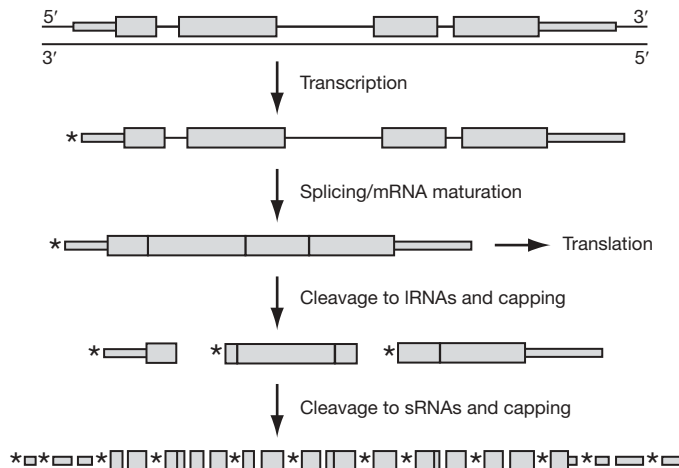 5′ 3′
3′ 5′
Transcription
*
Splicing/mRNA maturation
*
Translation
Cleavage to lRNAs and capping
* * *
Cleavage to sRNAs and capping
* * * * * * * * * * * *